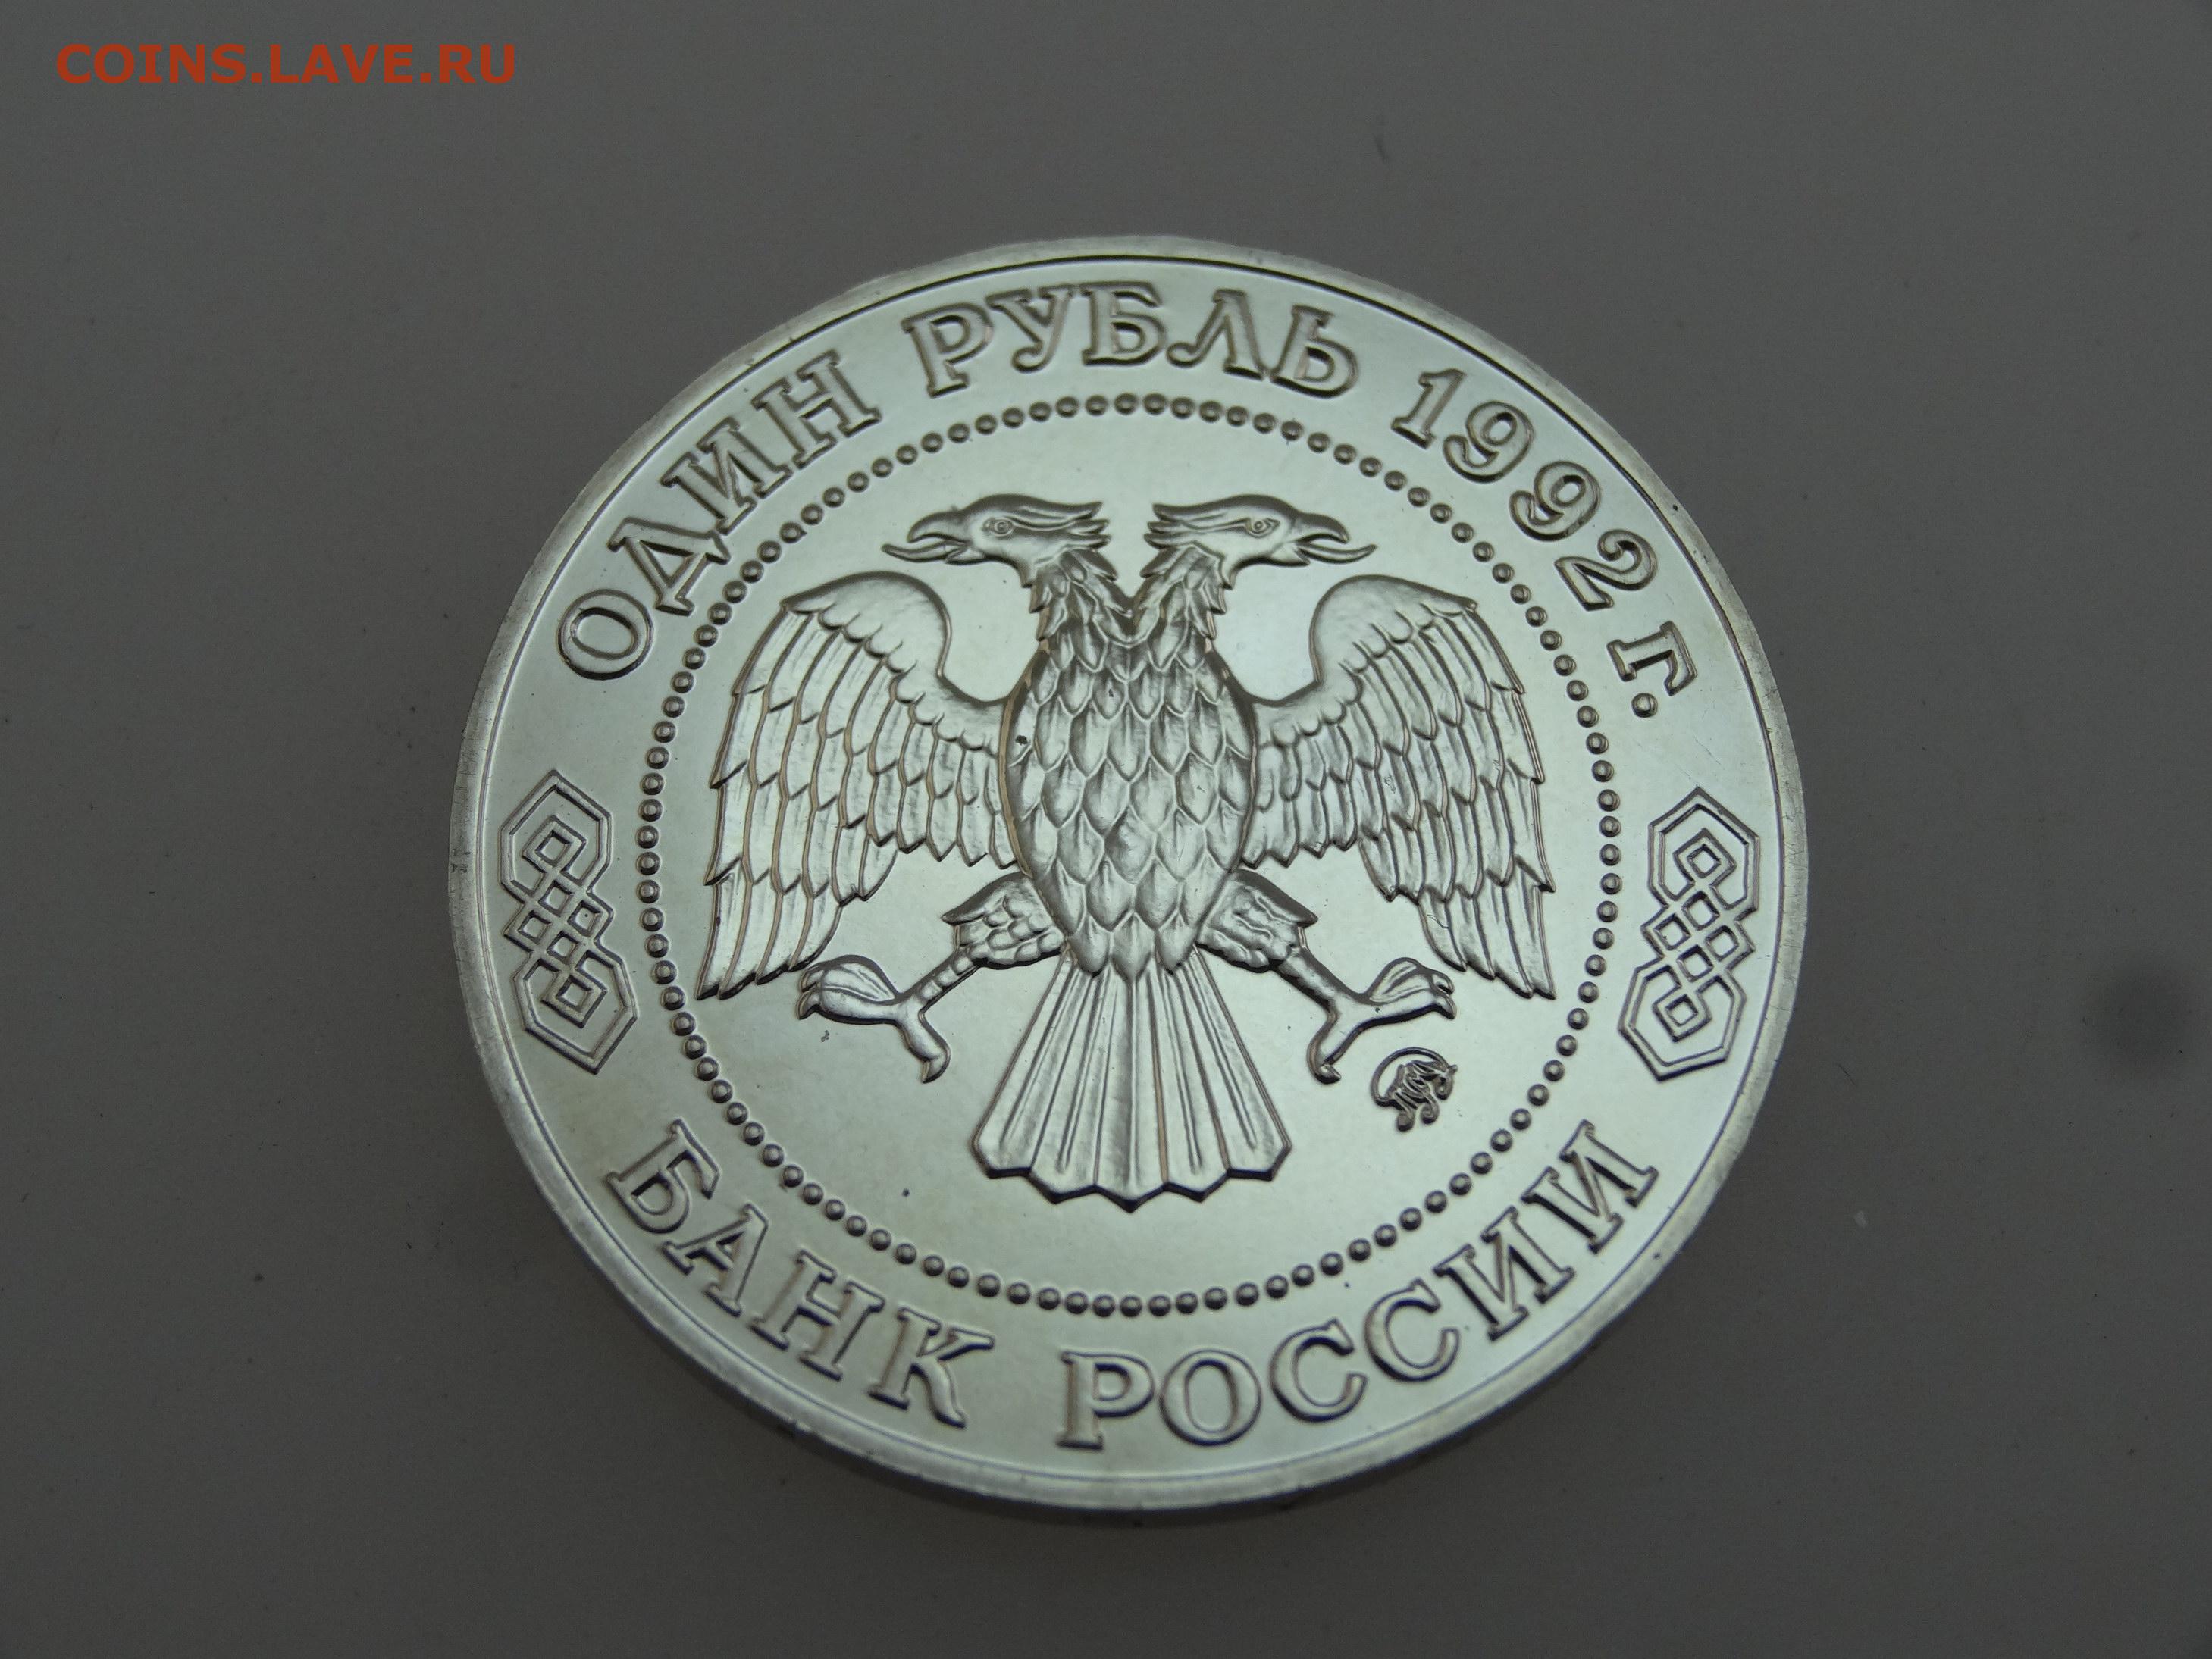 COINS.LAVE.RU
ОДИН РУБЛЬ 1992 Г.
БАНК РОССИИ